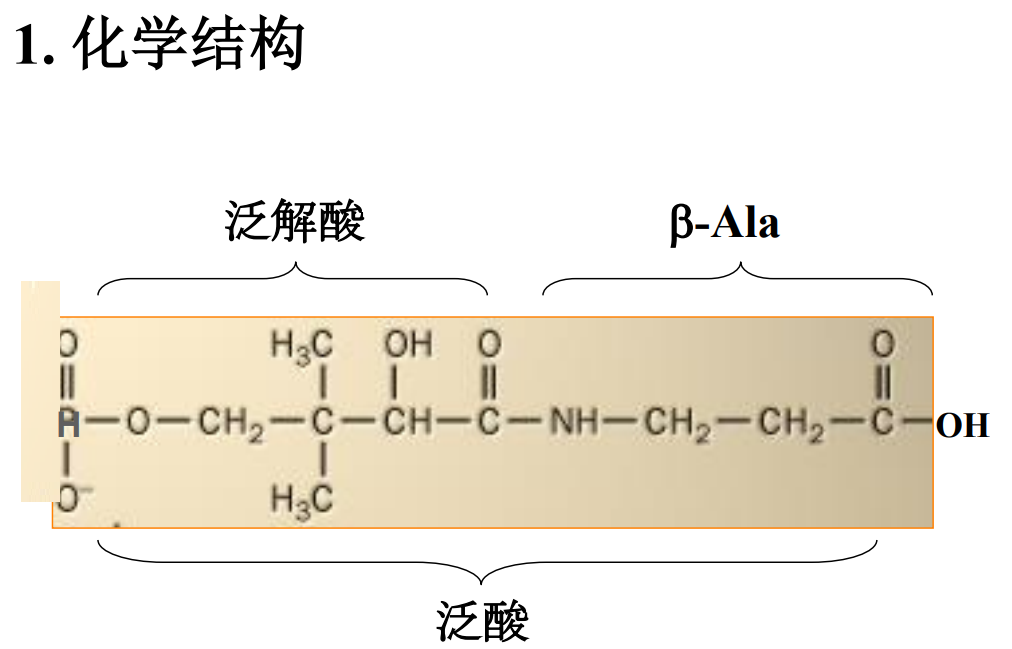 1. 化学结构
泛解酸 β-Ala
O H₃C OH O O
H—O—CH₂—C—CH—C—NH—CH₂—CH₂—C—OH
O⁻ H₃C
泛酸